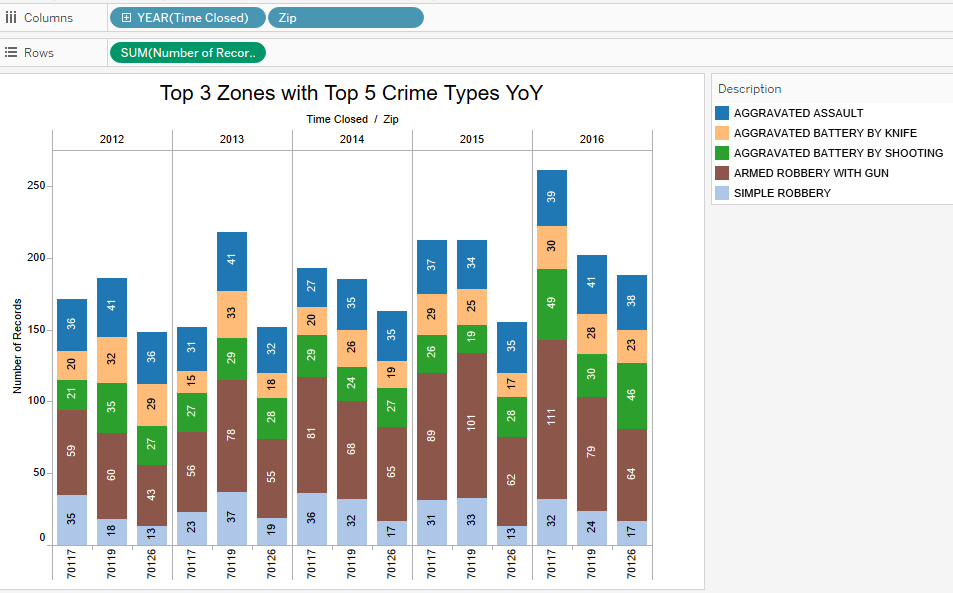 Columns
YEAR(Time Closed)
Zip
Rows
SUM(Number of Recor..
Top 3 Zones with Top 5 Crime Types YoY
Time Closed / Zip
2012 2013 2014 2015 2016
Number of Records
250
200
150
100
50
0
36 20 21 59 35
41 32 35 60 18
36 29 27 43 13
31 15 27 56 23
41 33 29 78 37
32 18 28 55 19
27 20 29 81 36
35 26 24 68 32
35 19 27 65 17
37 29 26 89 31
34 25 19 101 33
35 17 28 62 13
39 30 49 111 32
41 28 30 79 24
38 23 46 64 17
70117 70119 70126 70117 70119 70126 70117 70119 70126 70117 70119 70126 70117 70119 70126
Description
AGGRAVATED ASSAULT
AGGRAVATED BATTERY BY KNIFE
AGGRAVATED BATTERY BY SHOOTING
ARMED ROBBERY WITH GUN
SIMPLE ROBBERY